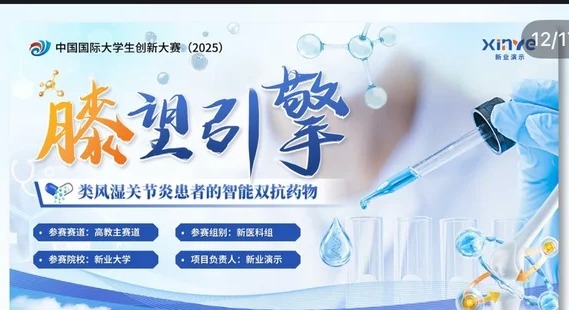 中国国际大学生创新大赛（2025）
xinye
12/1
新业演示
膝望引擎
类风湿关节炎患者的智能双抗药物
参赛赛道：高教主赛道
参赛组别：新医科组
参赛院校：新业大学
项目负责人：新业演示